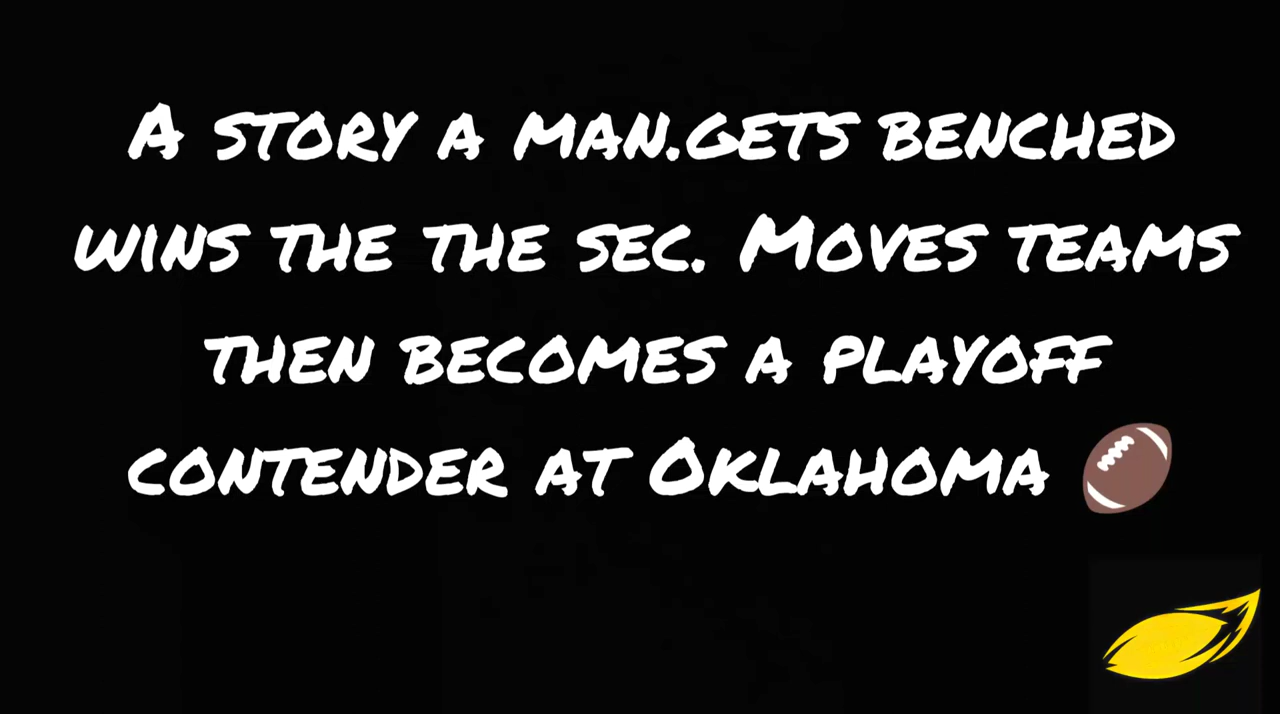 A story a man.gets benched
wins the the sec. Moves teams
then becomes a playoff
contender at Oklahoma 🏈